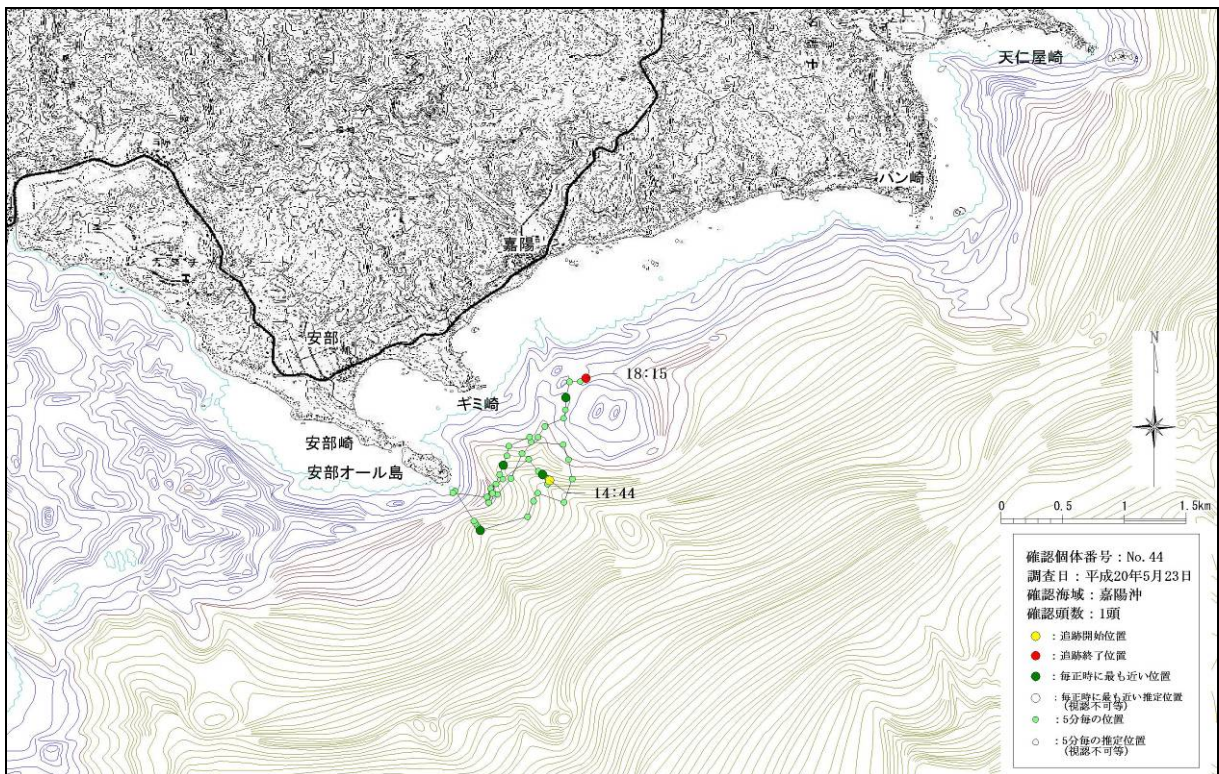 天仁屋崎
バン崎
嘉陽
安部
ギミ崎
安部崎
安部オール島
18:15
14:44
N
0 0.5 1 1.5km
確認個体番号：No.44
調査日：平成20年5月23日
確認海域：嘉陽沖
確認頭数：1頭
：追跡開始位置
：追跡終了位置
：毎正時に最も近い位置
：毎正時に最も近い推定位置
(視認不可等)
：5分毎の位置
：5分毎の推定位置
(視認不可等)